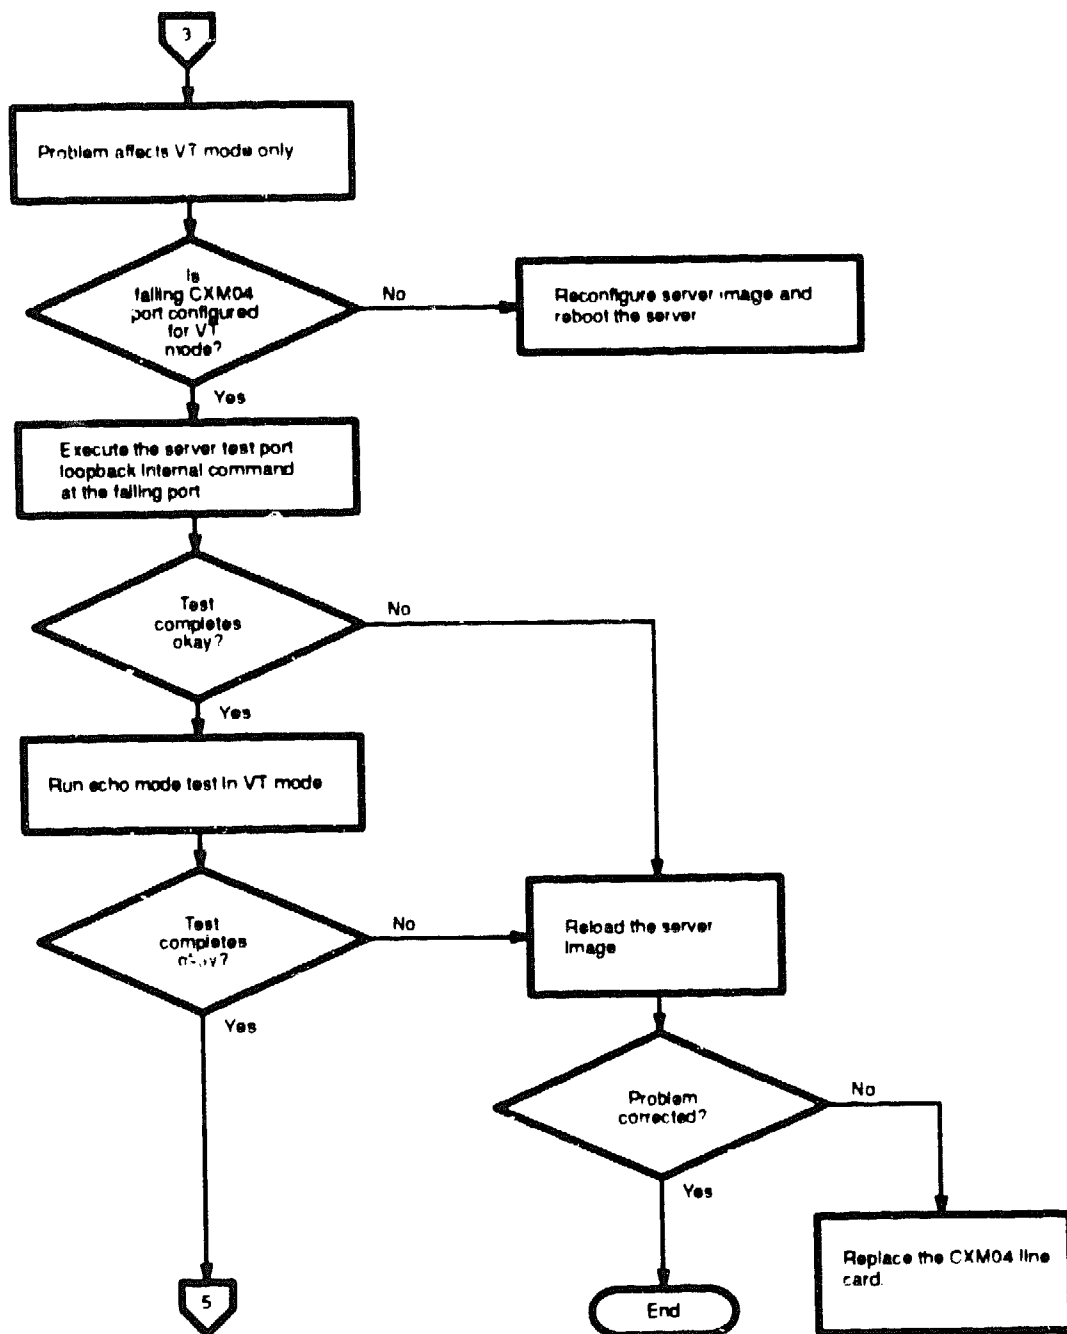 3
Problem affects VT mode only
Is
failing CXM04
port configured
for VT
mode?
No
Reconfigure server image and
reboot the server
Yes
Execute the server test port
loopback internal command
at the failing port
Test
completes
okay?
No
Yes
Run echo mode test in VT mode
Test
completes
okay?
No
Reload the server
image
Yes
Problem
corrected?
No
Yes
Replace the CXM04 line
card.
5
End